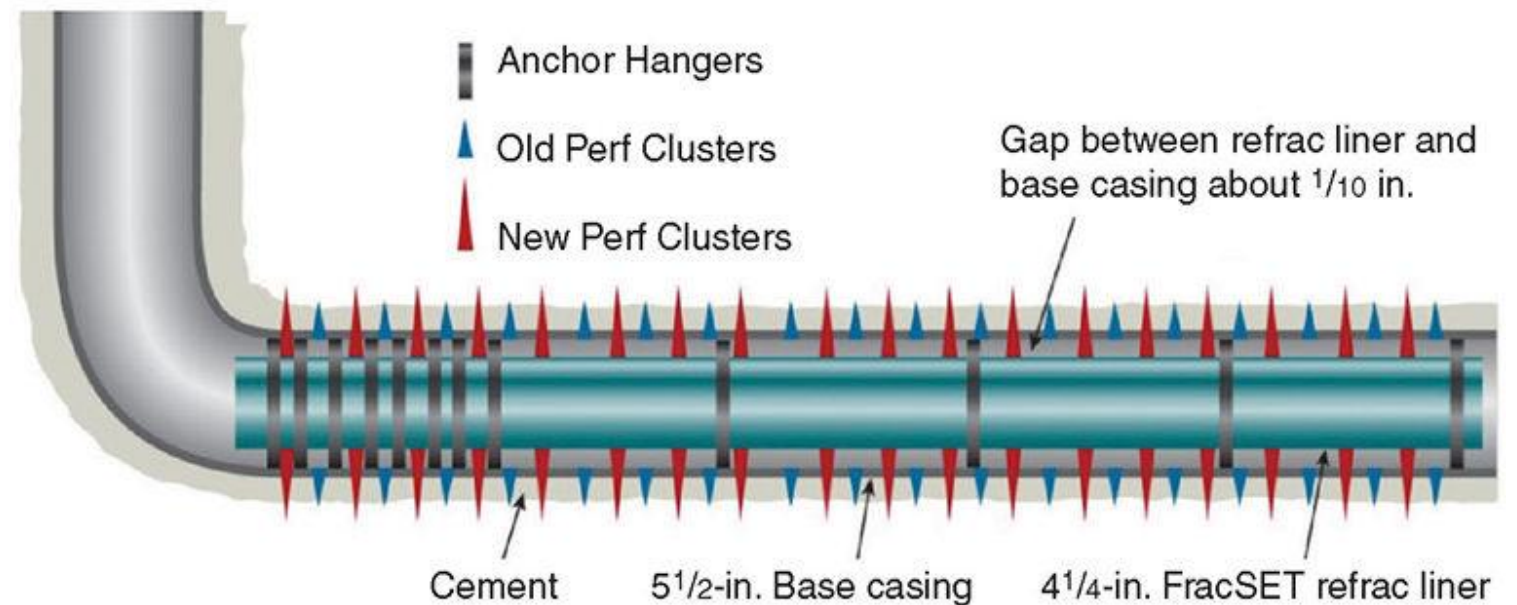 Anchor Hangers
Old Perf Clusters
New Perf Clusters
Gap between refrac liner and
base casing about 1/10 in.
Cement
5 1/2-in. Base casing
4 1/4-in. FracSET refrac liner